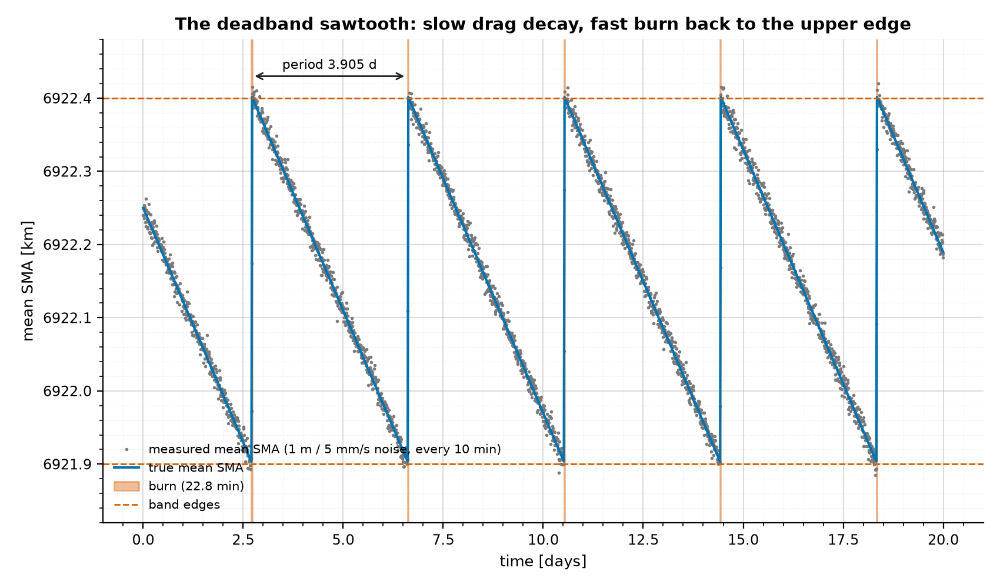 The deadband sawtooth: slow drag decay, fast burn back to the upper edge
period 3.905 d
6922.4
6922.3
6922.2
6922.1
6922.0
6921.9
mean SMA [km]
measured mean SMA (1 m / 5 mm/s noise, every 10 min)
true mean SMA
burn (22.8 min)
band edges
0.0 2.5 5.0 7.5 10.0 12.5 15.0 17.5 20.0
time [days]